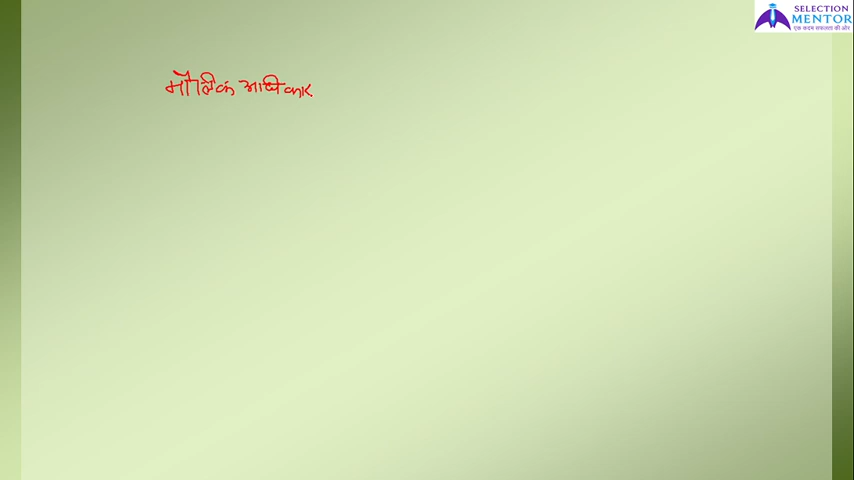 SELECTION
MENTOR
एक कदम सफलता की ओर
मौलिक अधिकार